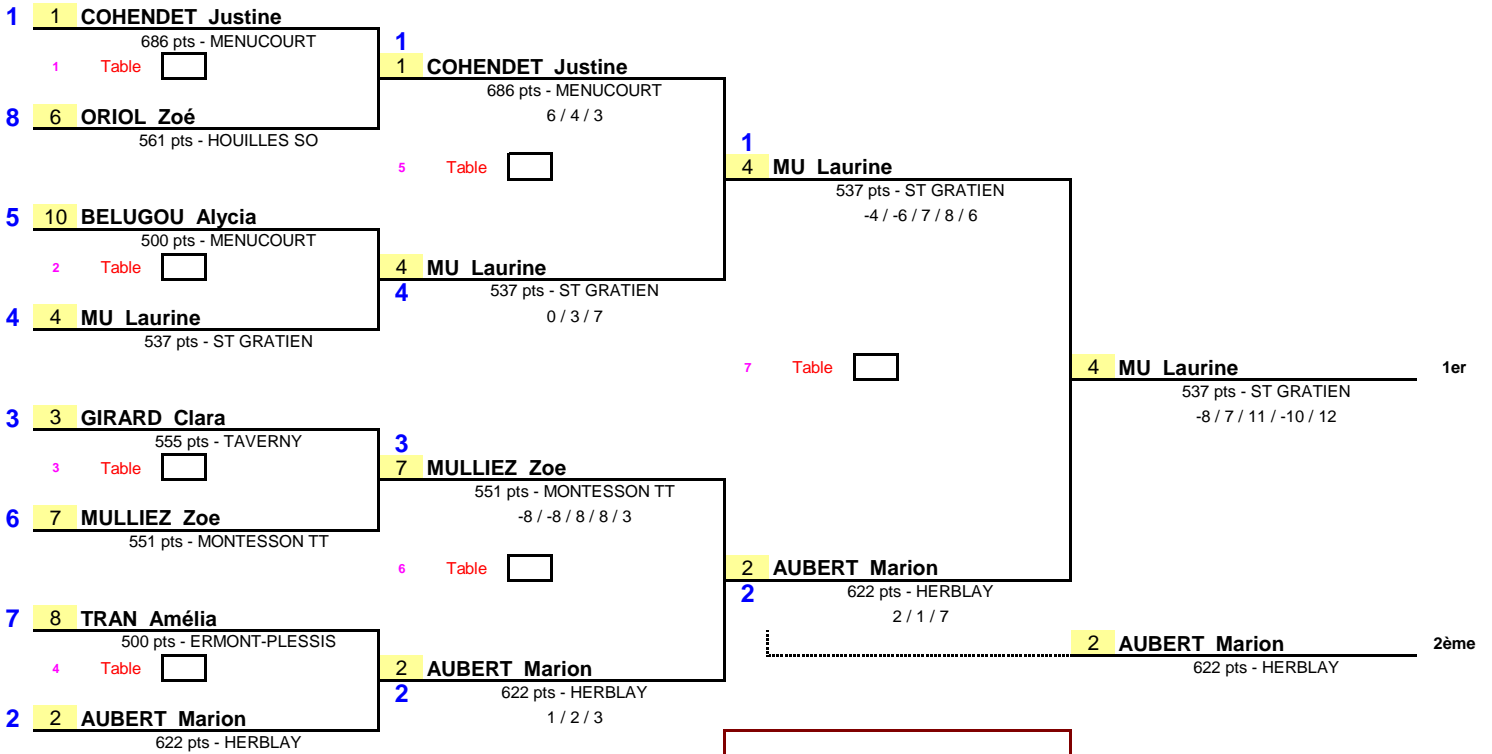 1 1 COHENDET Justine
686 pts - MENUCOURT
1 Table
8 6 ORIOL Zoé
561 pts - HOUILLES SO
5 10 BELUGOU Alycia
500 pts - MENUCOURT
2 Table
4 4 MU Laurine
537 pts - ST GRATIEN
3 3 GIRARD Clara
555 pts - TAVERNY
3 Table
6 7 MULLIEZ Zoe
551 pts - MONTESSON TT
7 8 TRAN Amélia
500 pts - ERMONT-PLESSIS
4 Table
2 2 AUBERT Marion
622 pts - HERBLAY
1
1 COHENDET Justine
686 pts - MENUCOURT
6 / 4 / 3
5 Table
4 MU Laurine
4 537 pts - ST GRATIEN
0 / 3 / 7
3
7 MULLIEZ Zoe
551 pts - MONTESSON TT
-8 / -8 / 8 / 8 / 3
6 Table
2 AUBERT Marion
2 622 pts - HERBLAY
1 / 2 / 3
1
4 MU Laurine
537 pts - ST GRATIEN
-4 / -6 / 7 / 8 / 6
7 Table
2 AUBERT Marion
2 622 pts - HERBLAY
2 / 1 / 7
4 MU Laurine 1er
537 pts - ST GRATIEN
-8 / 7 / 11 / -10 / 12
2 AUBERT Marion 2ème
622 pts - HERBLAY